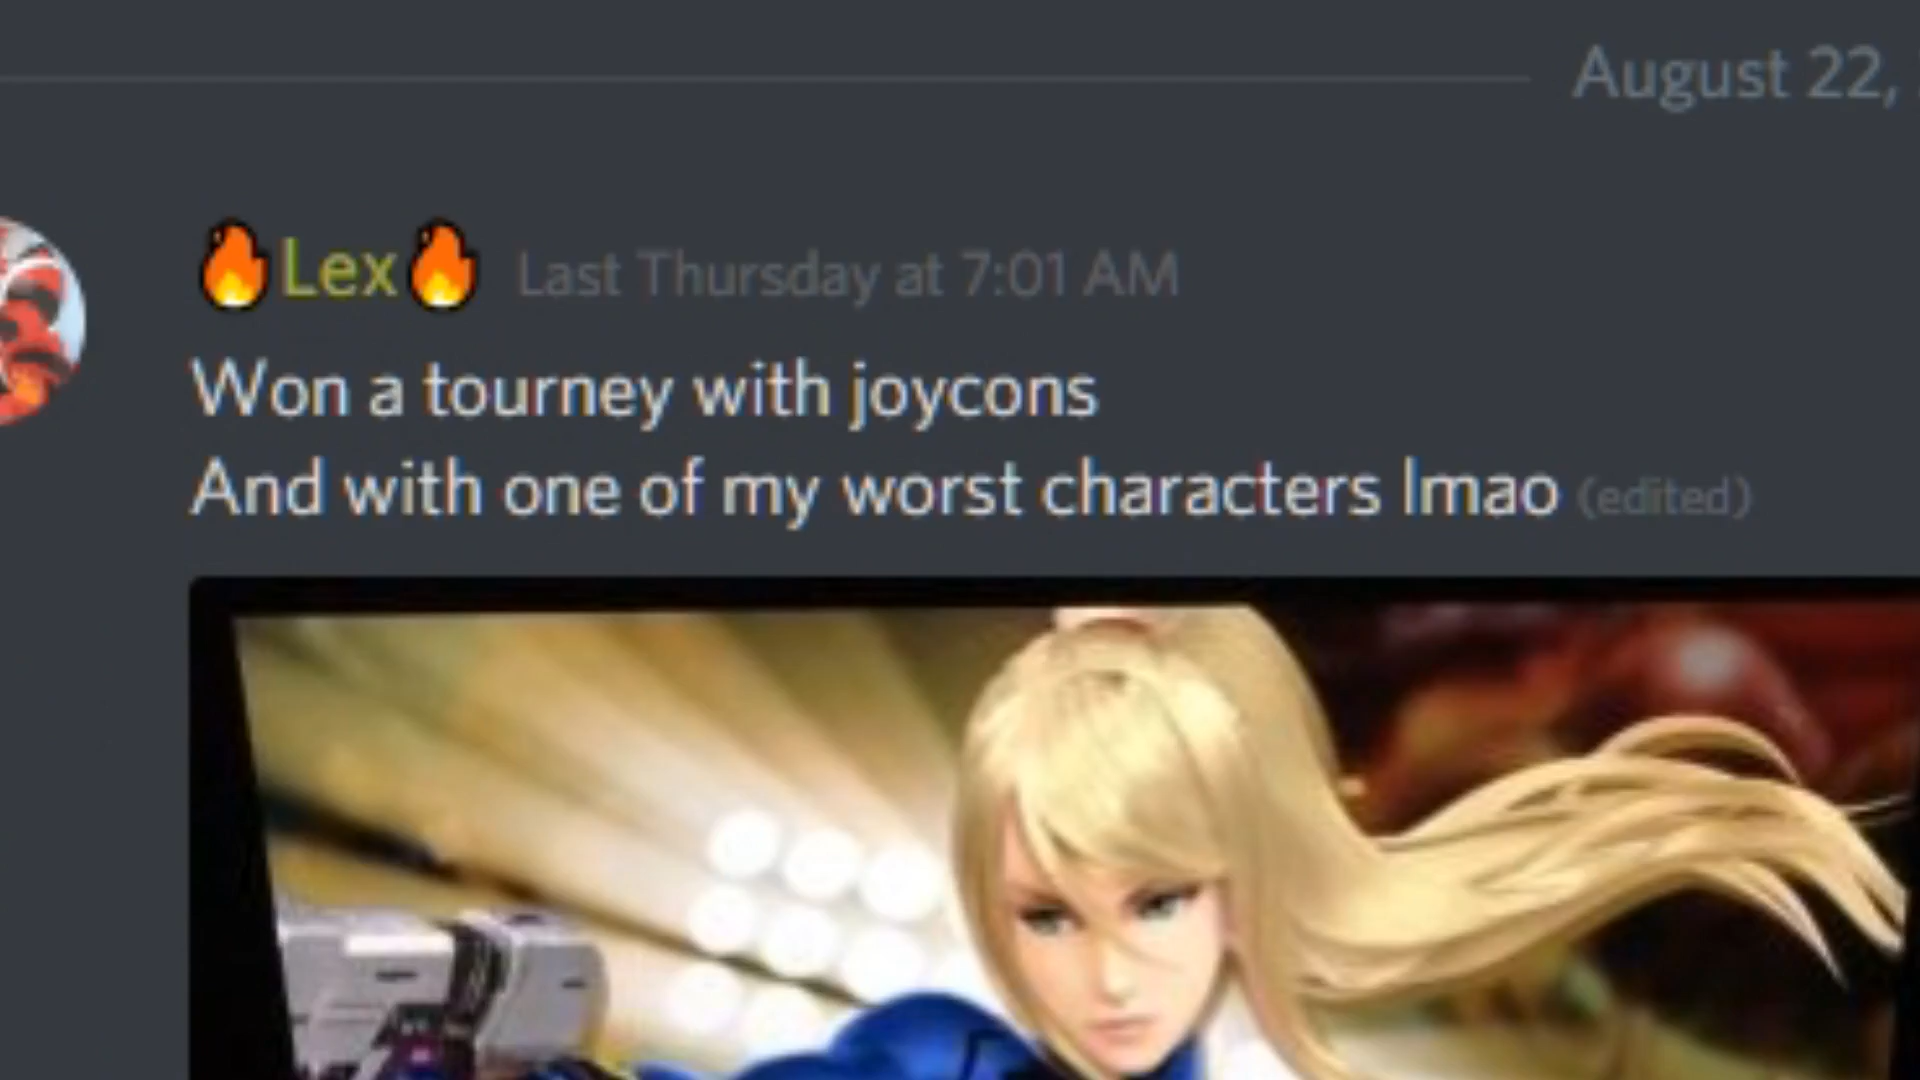 August 22,
🔥Lex🔥 Last Thursday at 7:01 AM
Won a tourney with joycons
And with one of my worst characters lmao (edited)